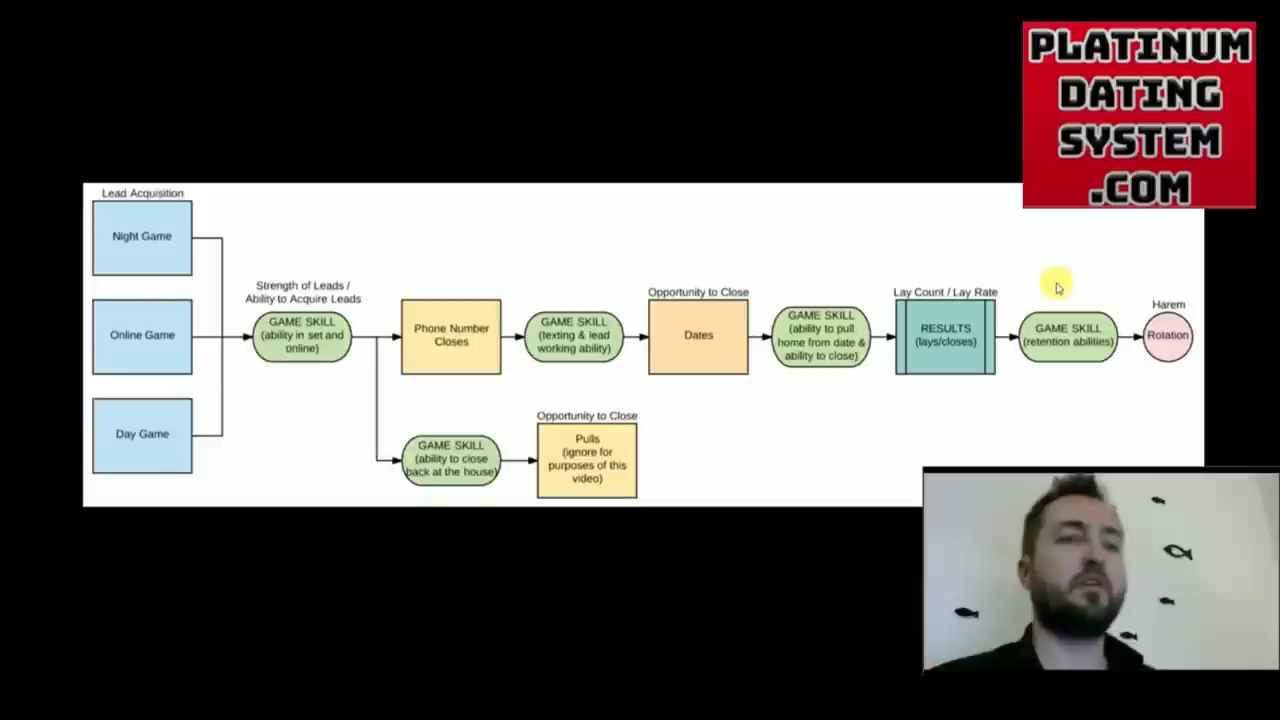 PLATINUM
DATING
SYSTEM
.COM
Lead Acquisition
Night Game
Online Game
Day Game
Strength of Leads /
Ability to Acquire Leads
GAME SKILL
(ability in set and
online)
Phone Number
Closes
GAME SKILL
(texting & lead
working ability)
Opportunity to Close
Dates
GAME SKILL
(ability to pull
home from date &
ability to close)
Lay Count / Lay Rate
RESULTS
(lays/closes)
GAME SKILL
(retention abilities)
Harem
Rotation
GAME SKILL
(ability to close
back at the house)
Opportunity to Close
Pulls
(ignore for
purposes of this
video)